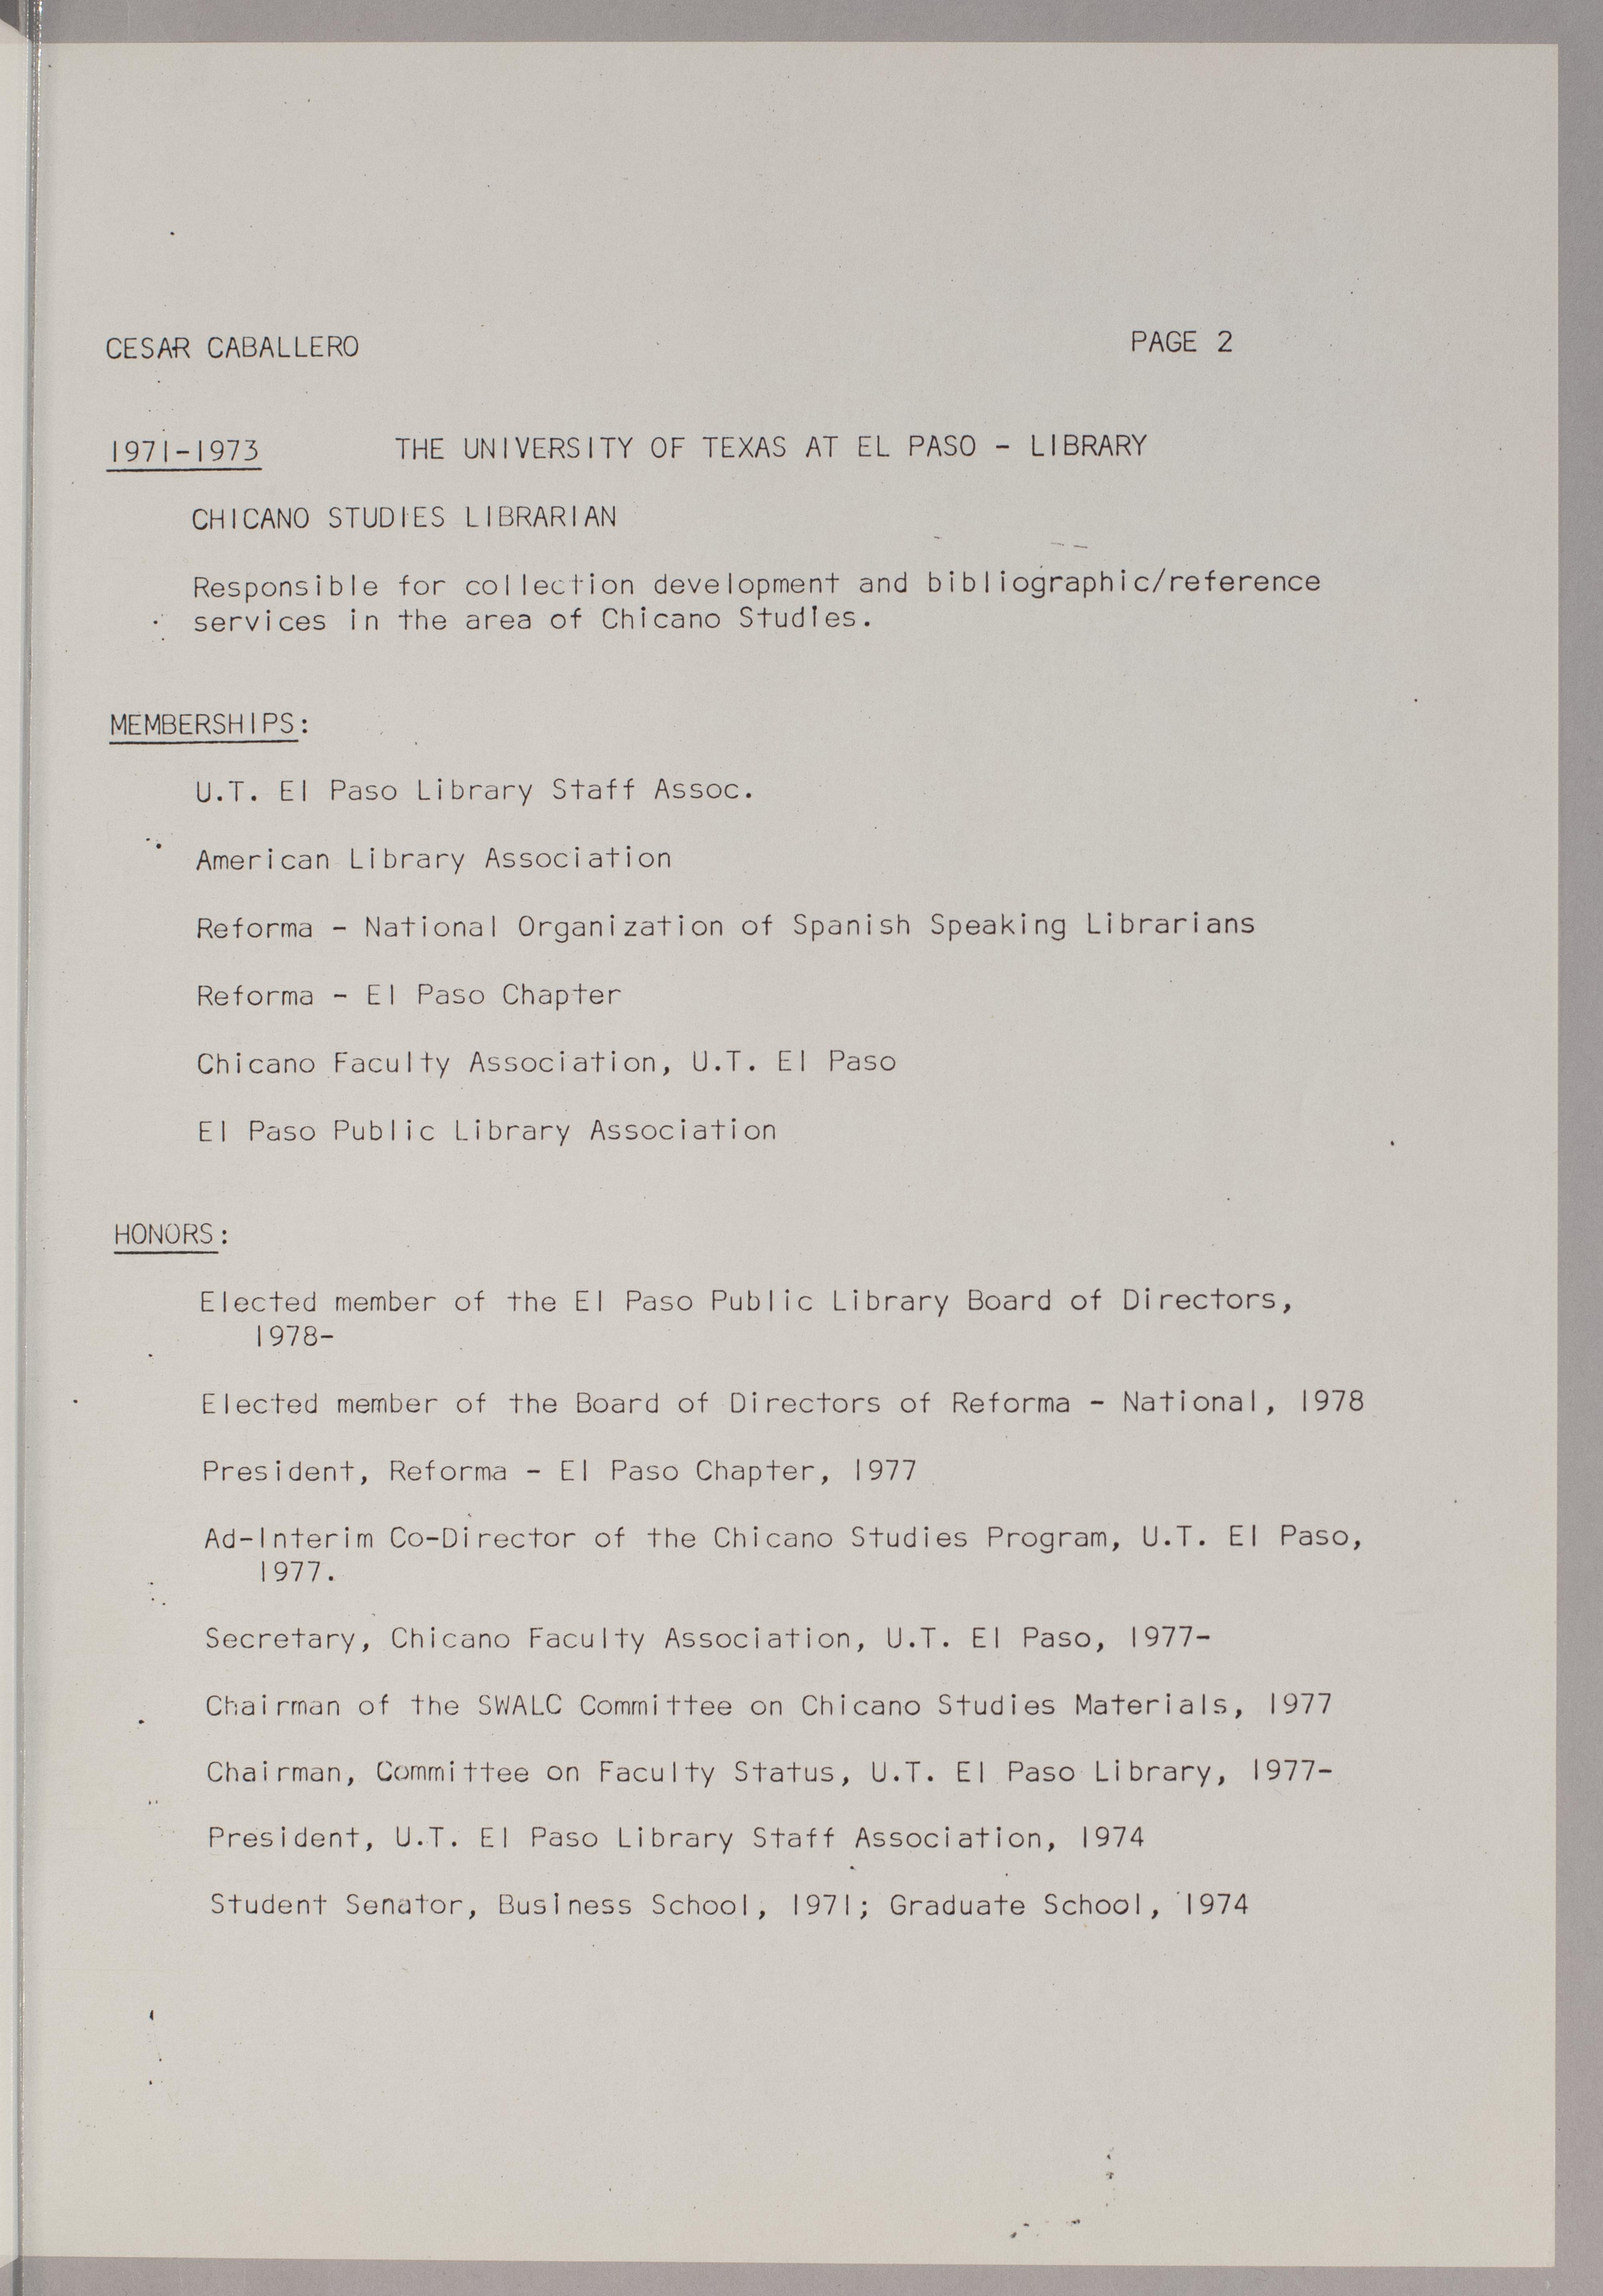 CESAR CABALLERO PAGE 2
1971-1973 THE UNIVERSITY OF TEXAS AT EL PASO - LIBRARY
CHICANO STUDIES LIBRARIAN
Responsible for collection development and bibliographic/reference
services in the area of Chicano Studies.
MEMBERSHIPS:
U.T. El Paso Library Staff Assoc.
American Library Association
Reforma - National Organization of Spanish Speaking Librarians
Reforma - El Paso Chapter
Chicano Faculty Association, U.T. El Paso
El Paso Public Library Association
HONORS:
Elected member of the El Paso Public Library Board of Directors,
1978-
Elected member of the Board of Directors of Reforma - National, 1978
President, Reforma - El Paso Chapter, 1977
Ad-Interim Co-Director of the Chicano Studies Program, U.T. El Paso,
1977.
Secretary, Chicano Faculty Association, U.T. El Paso, 1977-
Chairman of the SWALC Committee on Chicano Studies Materials, 1977
Chairman, Committee on Faculty Status, U.T. El Paso Library, 1977-
President, U.T. El Paso Library Staff Association, 1974
Student Senator, Business School, 1971; Graduate School, 1974